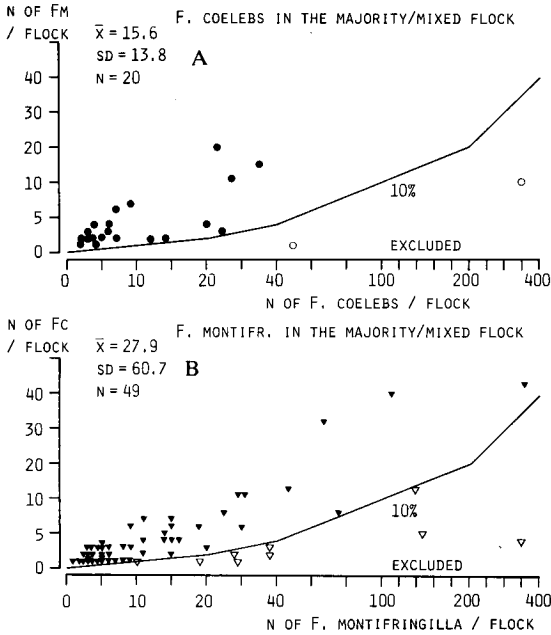 N OF FM
/ FLOCK
F. COELEBS IN THE MAJORITY/MIXED FLOCK
X̄ = 15.6
SD = 13.8
N = 20
A
40
30
20
10
5
0
10%
EXCLUDED
0 10 20 40 100 200 400
N OF F. COELEBS / FLOCK
N OF FC
/ FLOCK
F. MONTIFR. IN THE MAJORITY/MIXED FLOCK
X̄ = 27.9
SD = 60.7
N = 49
B
40
30
20
10
5
0
10%
EXCLUDED
0 10 20 40 100 200 400
N OF F. MONTIFRINGILLA / FLOCK